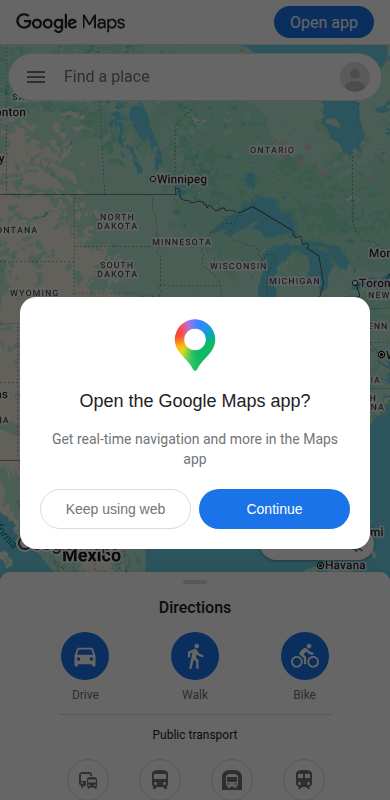 Google Maps
Open app
Find a place
ONTARIO
Winnipeg
NORTH
DAKOTA
MINNESOTA
SOUTH
DAKOTA
WISCONSIN
MICHIGAN
WYOMING
Open the Google Maps app?
Get real-time navigation and more in the Maps
app
Keep using web
Continue
Mexico
Havana
Directions
Drive
Walk
Bike
Public transport